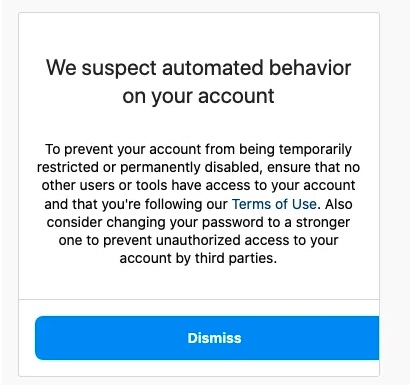 We suspect automated behavior
on your account
To prevent your account from being temporarily
restricted or permanently disabled, ensure that no
other users or tools have access to your account
and that you're following our Terms of Use. Also
consider changing your password to a stronger
one to prevent unauthorized access to your
account by third parties.
Dismiss